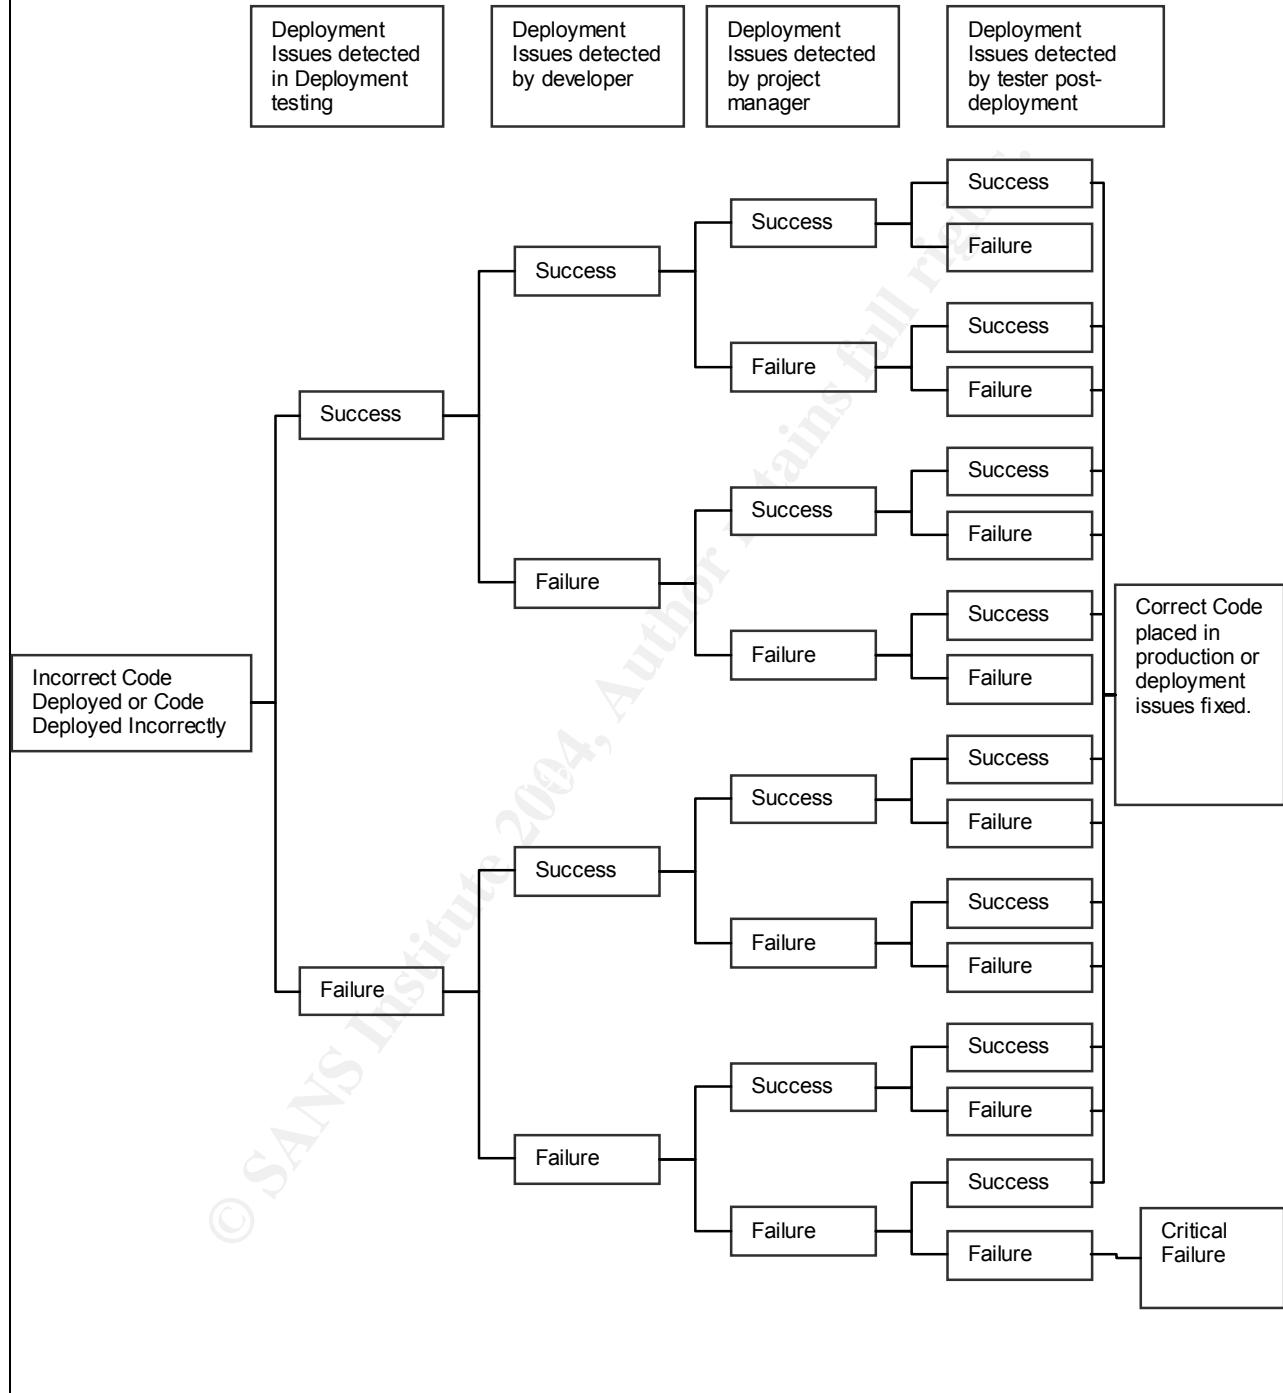 Deployment
Issues detected
in Deployment
testing
Deployment
Issues detected
by developer
Deployment
Issues detected
by project
manager
Deployment
Issues detected
by tester post-
deployment
Incorrect Code
Deployed or Code
Deployed Incorrectly
Success
Failure
Success
Failure
Success
Failure
Success
Failure
Success
Failure
Success
Failure
Success
Failure
Success
Failure
Success
Failure
Success
Failure
Success
Failure
Success
Failure
Success
Failure
Success
Failure
Success
Failure
Correct Code
placed in
production or
deployment
issues fixed.
Critical
Failure
© SANS Institute 2004, Author retains full rights.